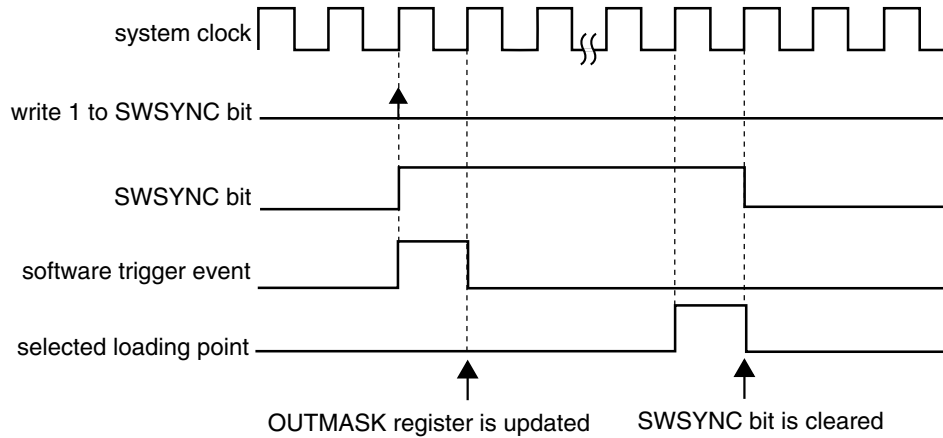 system clock
write 1 to SWSYNC bit
SWSYNC bit
software trigger event
selected loading point
OUTMASK register is updated
SWSYNC bit is cleared